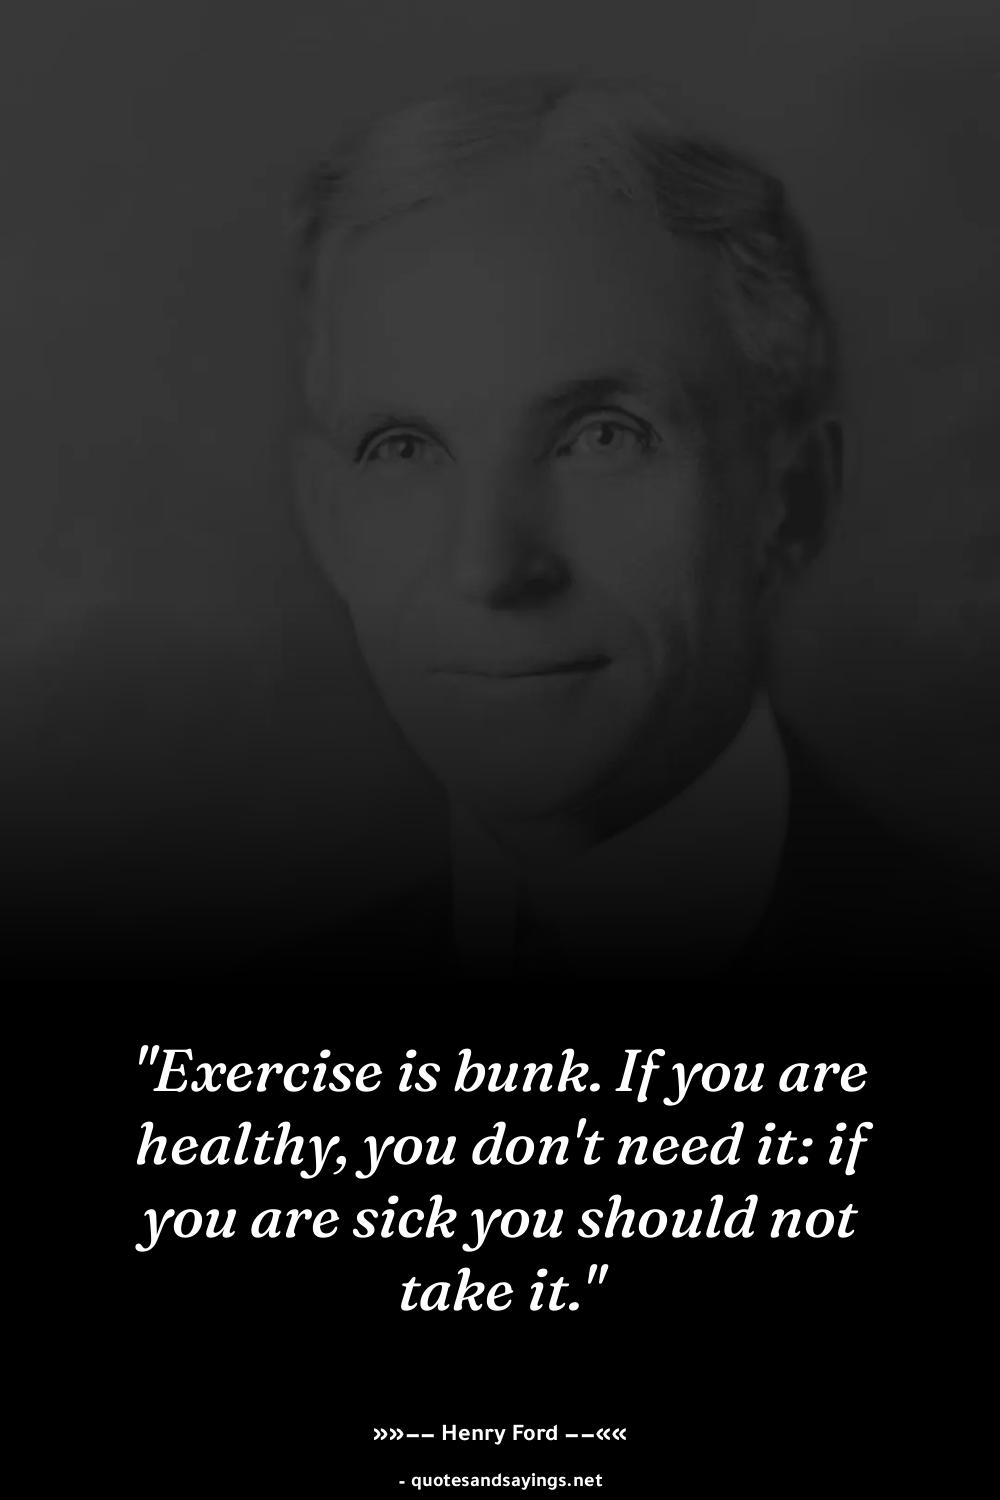 "Exercise is bunk. If you are
healthy, you don't need it: if
you are sick you should not
take it."
»»–– Henry Ford ––««
- quotesandsayings.net